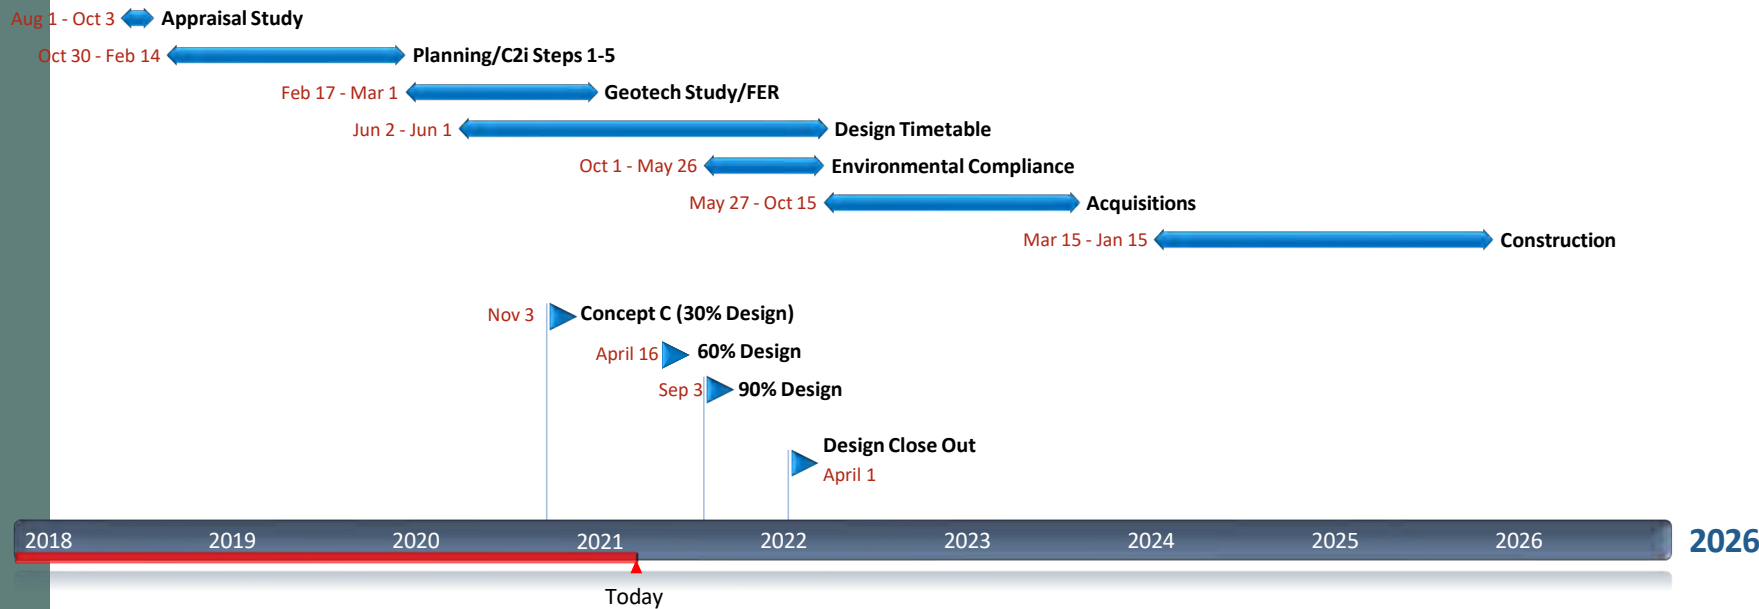 Aug 1 - Oct 3 Appraisal Study
Oct 30 - Feb 14 Planning/C2i Steps 1-5
Feb 17 - Mar 1 Geotech Study/FER
Jun 2 - Jun 1 Design Timetable
Oct 1 - May 26 Environmental Compliance
May 27 - Oct 15 Acquisitions
Mar 15 - Jan 15 Construction
Nov 3 Concept C (30% Design)
April 16 60% Design
Sep 3 90% Design
Design Close Out
April 1
2018 2019 2020 2021 2022 2023 2024 2025 2026 2026
Today